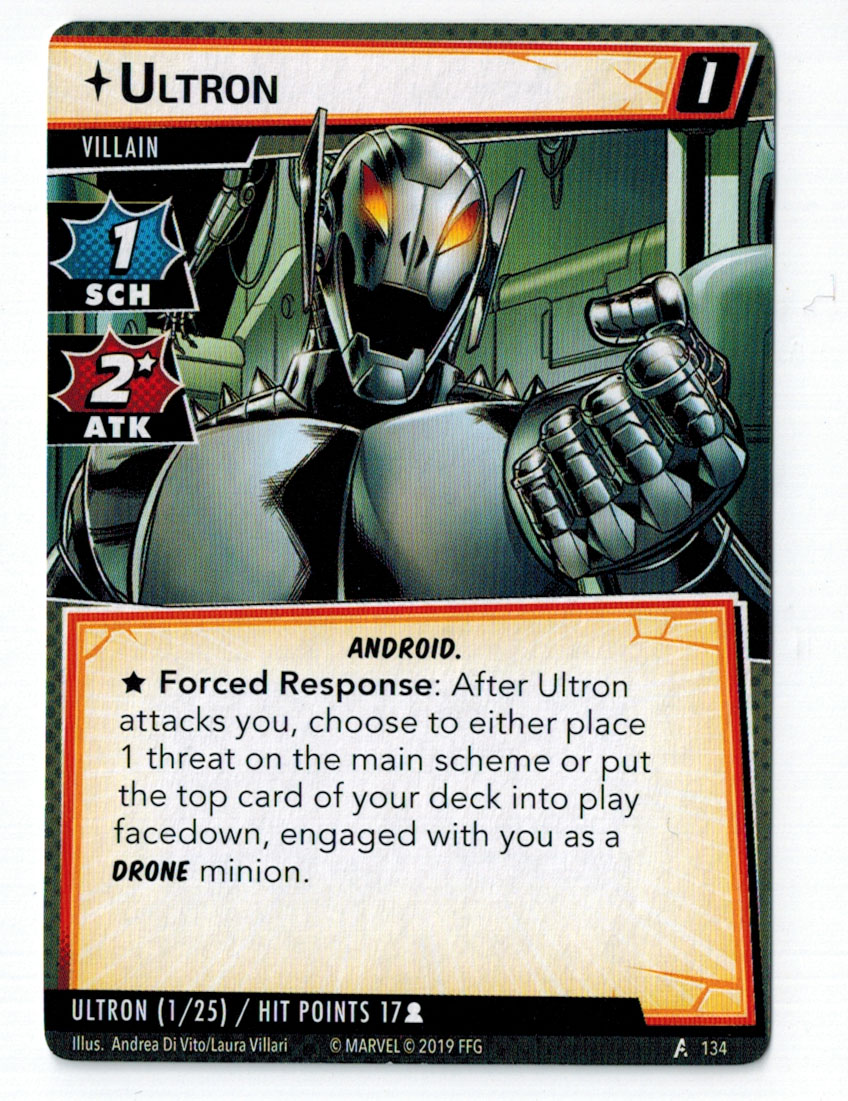 ULTRON
I
VILLAIN
1
SCH
2
ATK
ANDROID.
★ Forced Response: After Ultron
attacks you, choose to either place
1 threat on the main scheme or put
the top card of your deck into play
facedown, engaged with you as a
DRONE minion.
ULTRON (1/25) / HIT POINTS 17
Illus. Andrea Di Vito/Laura Villari © MARVEL © 2019 FFG 134